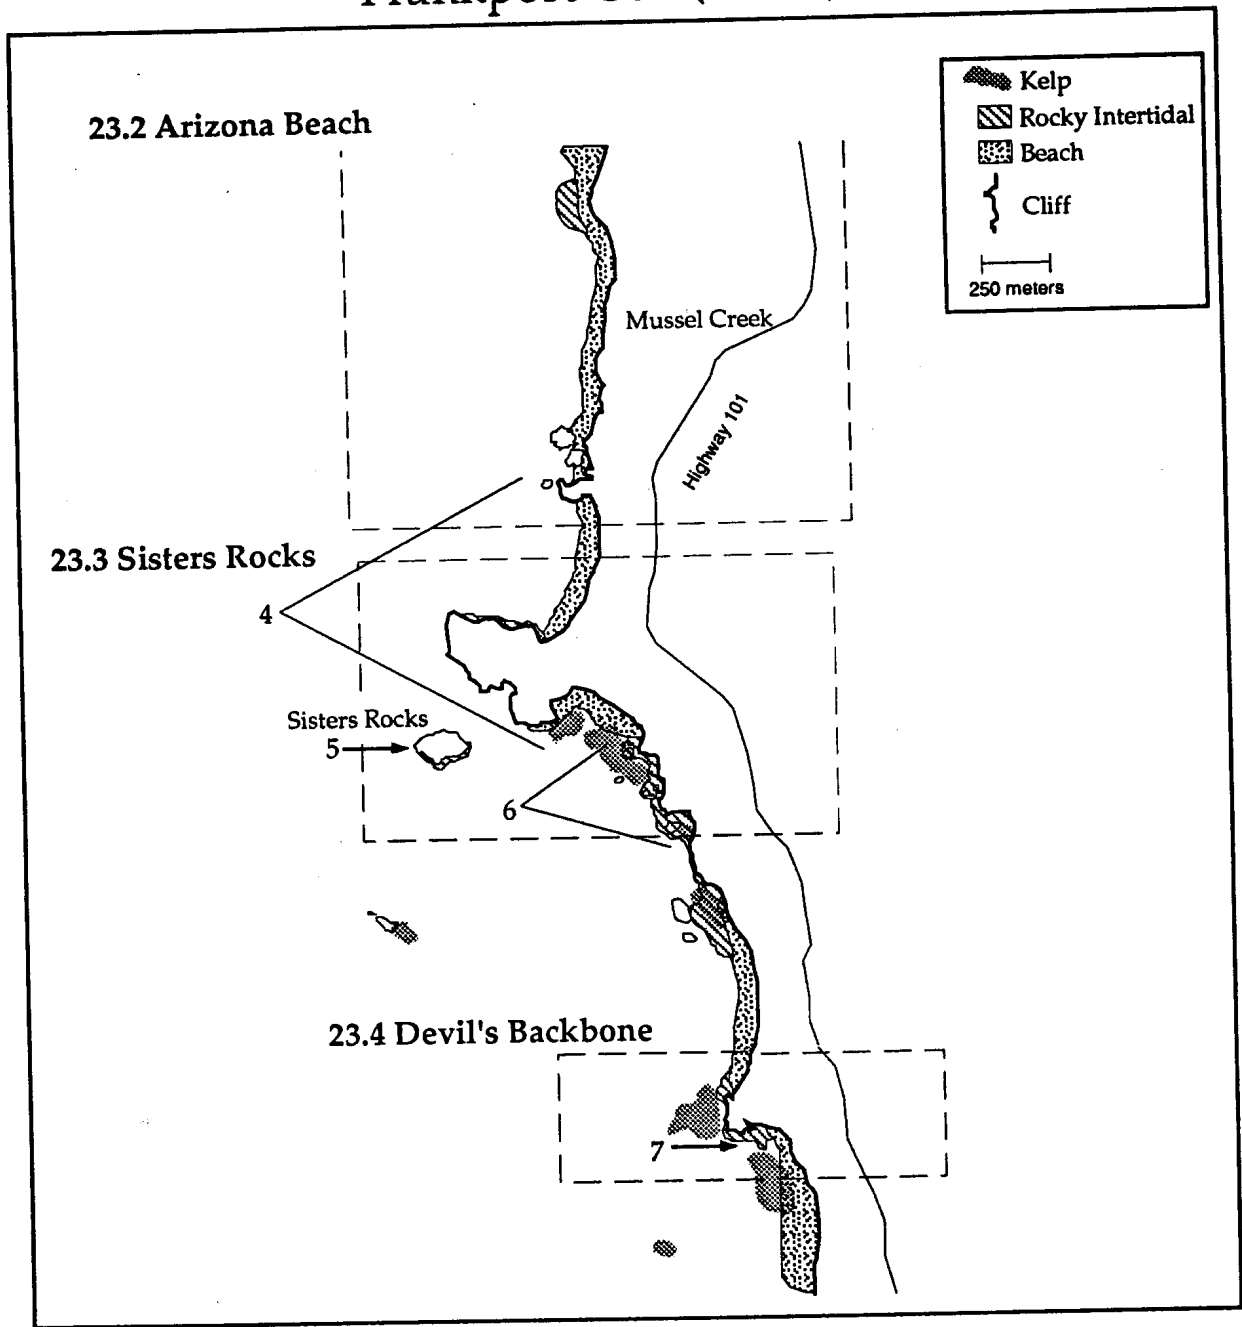 23.2 Arizona Beach
Kelp
Rocky Intertidal
Beach
Cliff
250 meters
Mussel Creek
Highway 101
23.3 Sisters Rocks
4
Sisters Rocks
5
6
23.4 Devil's Backbone
7